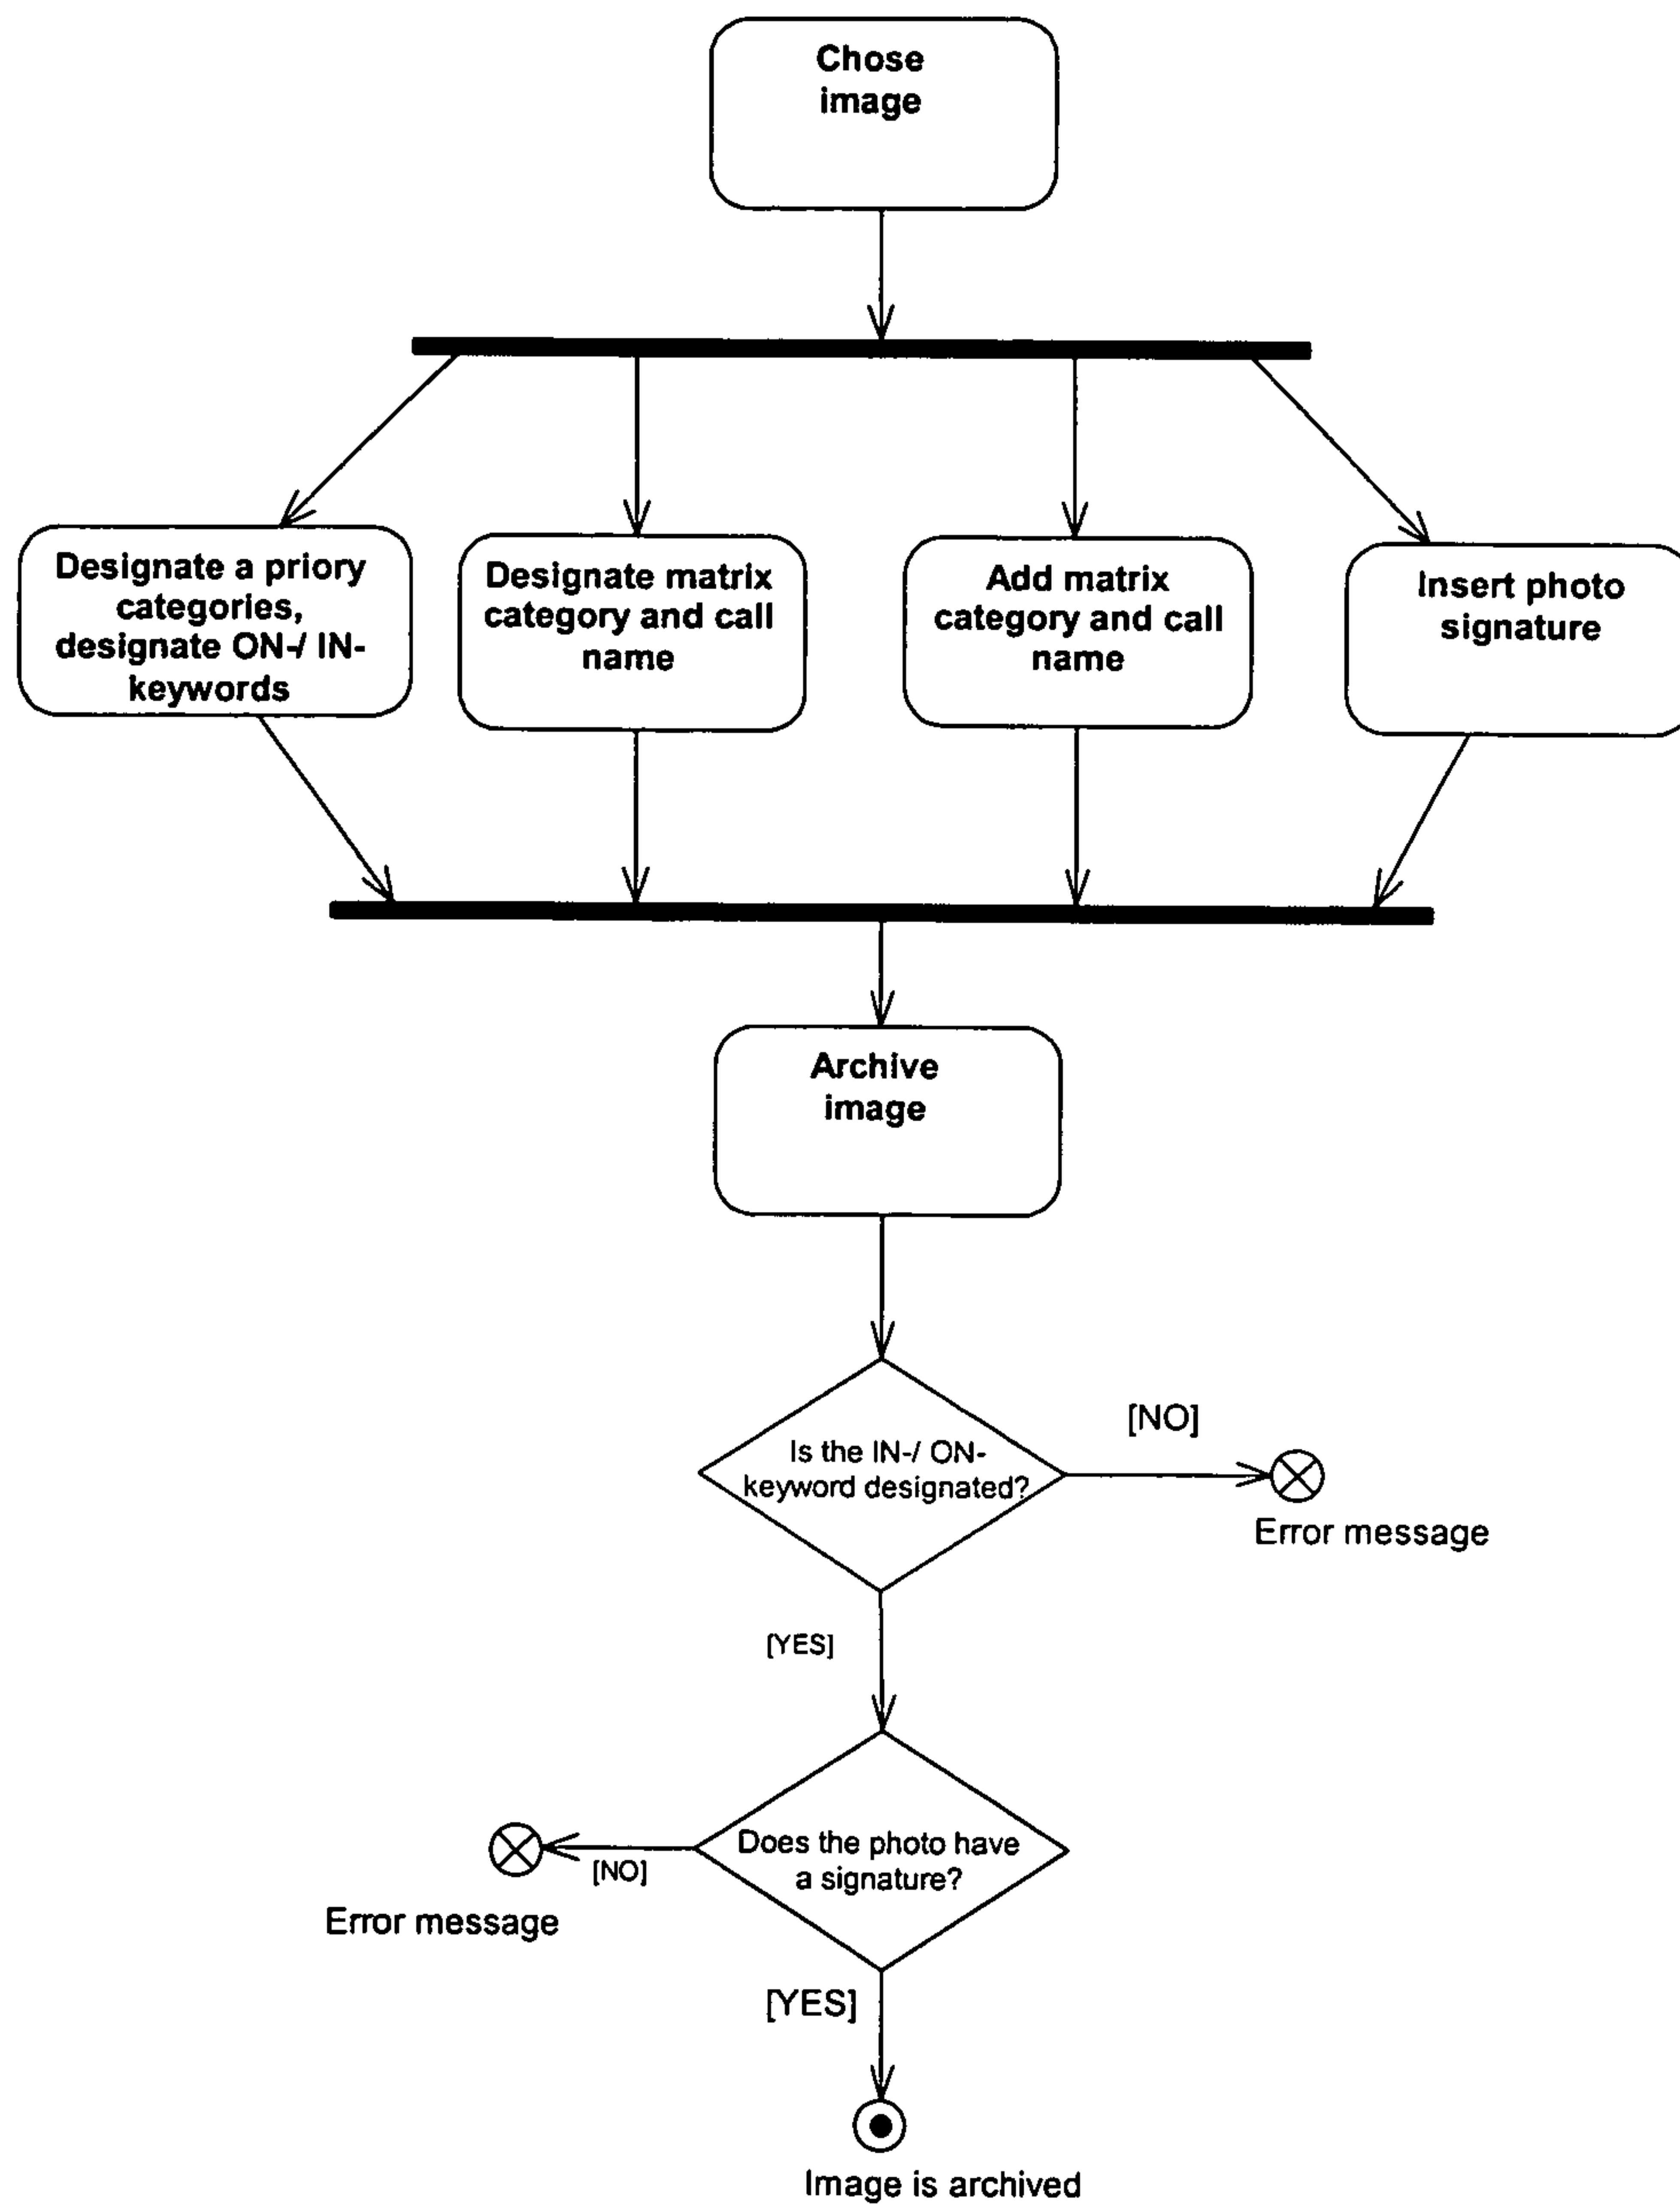 Chose
image
Designate a priory
categories,
designate ON-/ IN-
keywords
Designate matrix
category and call
name
Add matrix
category and call
name
Insert photo
signature
Archive
image
Is the IN-/ ON-
keyword designated?
[NO]
Error message
[YES]
Does the photo have
a signature?
[NO]
Error message
[YES]
Image is archived